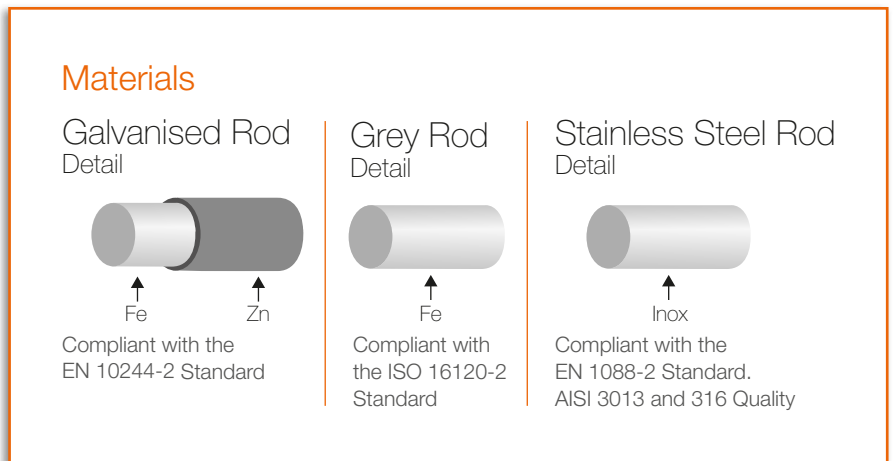 Materials
Galvanised Rod
Detail
Fe
Zn
Compliant with the
EN 10244-2 Standard
Grey Rod
Detail
Fe
Compliant with
the ISO 16120-2
Standard
Stainless Steel Rod
Detail
Inox
Compliant with the
EN 1088-2 Standard.
AISI 3013 and 316 Quality